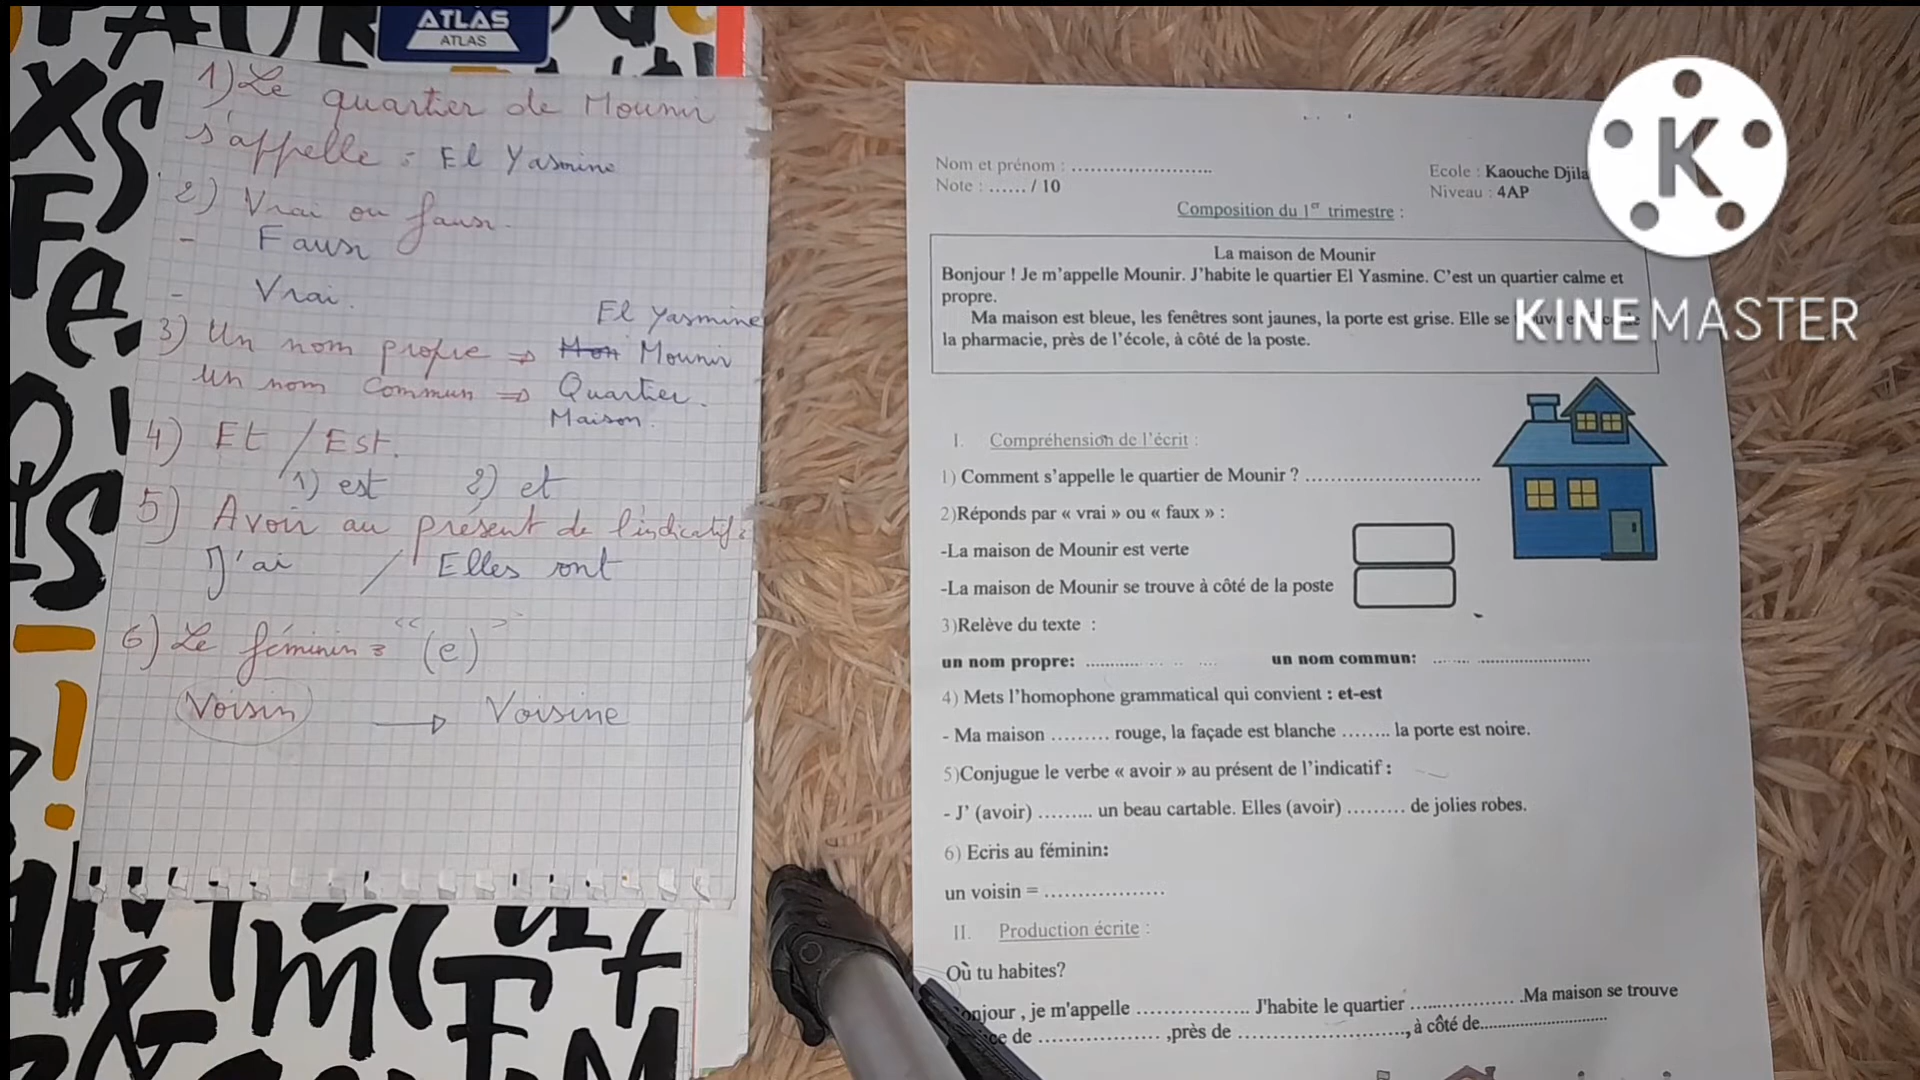 ATLAS
ATLAS
1) Le quartier de Mounir
s'appelle : El Yasmine
2) Vrai ou faux.
- Faux
- Vrai.
El Yasmine
3) Un nom propre => Mon Mounir
un nom commun => Quartier.
Maison.
4) Et / Est.
1) est 2) et
5) Avoir au présent de l'indicatif :
J'ai / Elles ont
6) Le féminin : « (e) »
Voisin → Voisine
Nom et prénom : ........................
Note : ...... / 10
Ecole : Kaouche Djila
Niveau : 4AP
Composition du 1er trimestre :
La maison de Mounir
Bonjour ! Je m'appelle Mounir. J'habite le quartier El Yasmine. C'est un quartier calme et
propre.
Ma maison est bleue, les fenêtres sont jaunes, la porte est grise. Elle se
la pharmacie, près de l'école, à côté de la poste.
K
KINEMASTER
I. Compréhension de l'écrit :
1) Comment s'appelle le quartier de Mounir ? ..............................
2)Réponds par « vrai » ou « faux » :
-La maison de Mounir est verte
-La maison de Mounir se trouve à côté de la poste
3)Relève du texte :
un nom propre: ........................ un nom commun: ..............................
4) Mets l'homophone grammatical qui convient : et-est
- Ma maison ......... rouge, la façade est blanche ........ la porte est noire.
5)Conjugue le verbe « avoir » au présent de l'indicatif :
- J' (avoir) ......... un beau cartable. Elles (avoir) ......... de jolies robes.
6) Ecris au féminin:
un voisin = ..................
II. Production écrite :
Où tu habites?
onjour , je m'appelle .................. J'habite le quartier .................. .Ma maison se trouve
ce de .................. ,près de .........................., à côté de..........................